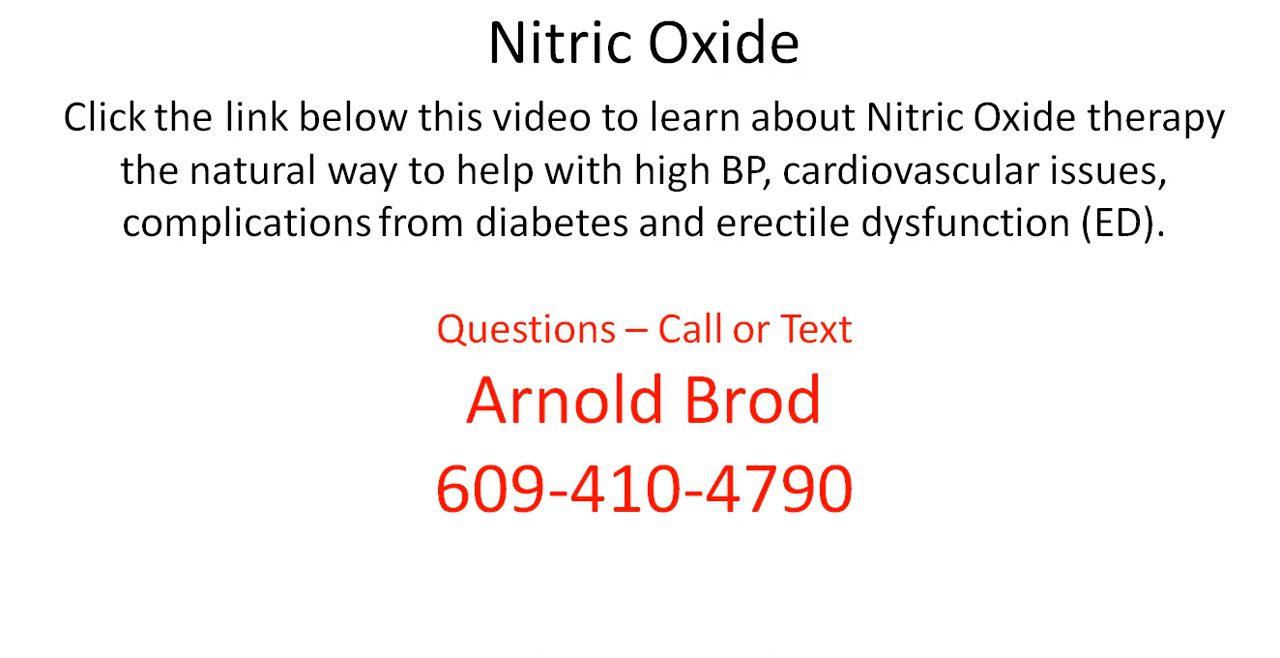 Nitric Oxide
Click the link below this video to learn about Nitric Oxide therapy
the natural way to help with high BP, cardiovascular issues,
complications from diabetes and erectile dysfunction (ED).
Questions – Call or Text
Arnold Brod
609-410-4790